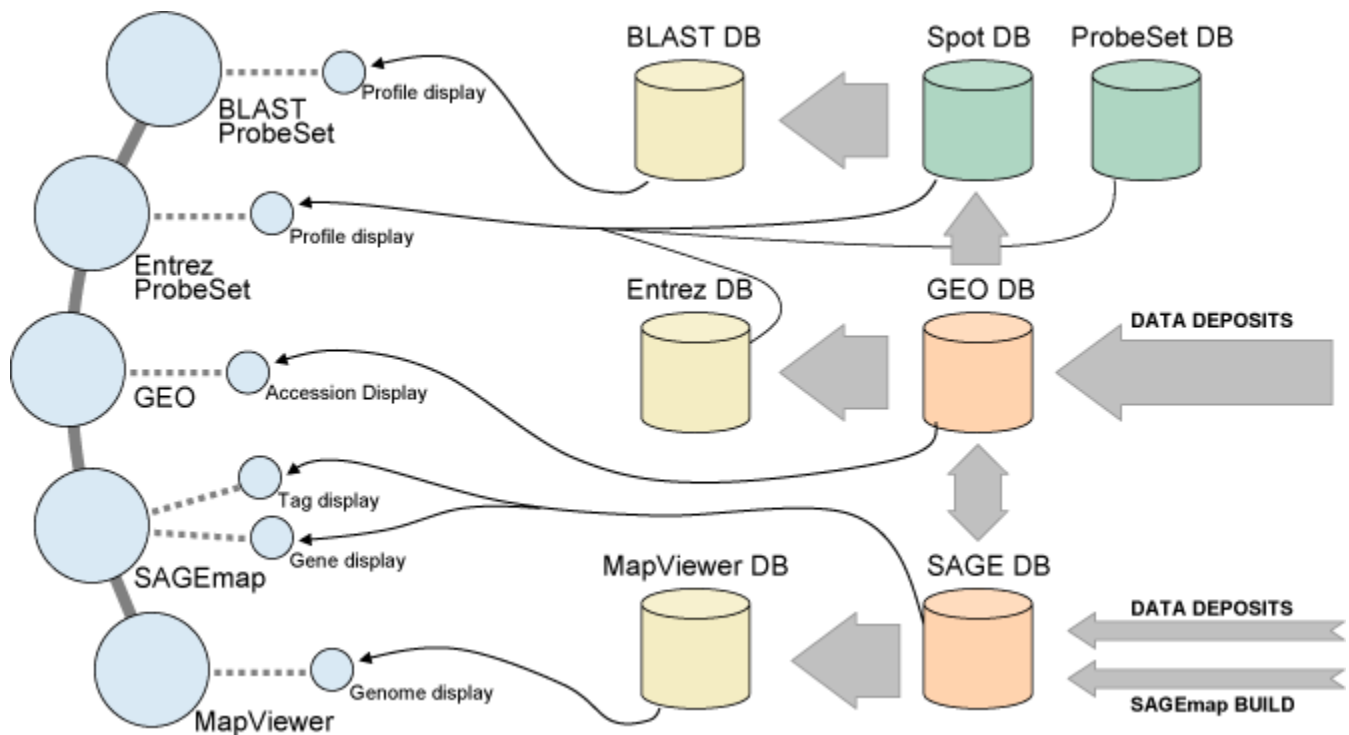 BLAST DB
Spot DB
ProbeSet DB
Profile display
BLAST
ProbeSet
Profile display
Entrez
ProbeSet
Entrez DB
GEO DB
DATA DEPOSITS
Accession Display
GEO
Tag display
Gene display
SAGEmap
MapViewer DB
SAGE DB
DATA DEPOSITS
Genome display
SAGEmap BUILD
MapViewer